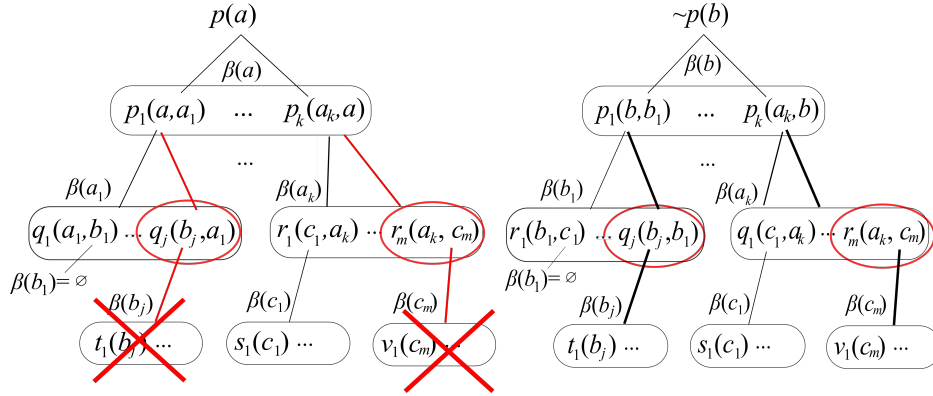 p(a) ~p(b)
β(a) β(b)
p₁(a,a₁) ... pₖ(aₖ,a) p₁(b,b₁) ... pₖ(aₖ,b)
... ...
β(a₁) β(aₖ) β(b₁) β(aₖ)
q₁(a₁,b₁) ... qⱼ(bⱼ,a₁) r₁(c₁,aₖ) ... rₘ(aₖ, cₘ) r₁(b₁,c₁) ... qⱼ(bⱼ,b₁) q₁(c₁,aₖ) ... rₘ(aₖ, cₘ)
β(b₁)=∅ β(b₁)=∅
β(bⱼ) β(c₁) β(cₘ) β(bⱼ) β(c₁) β(cₘ)
t₁(bⱼ) ... s₁(c₁) ... v₁(cₘ) ... t₁(bⱼ) ... s₁(c₁) ... v₁(cₘ) ...